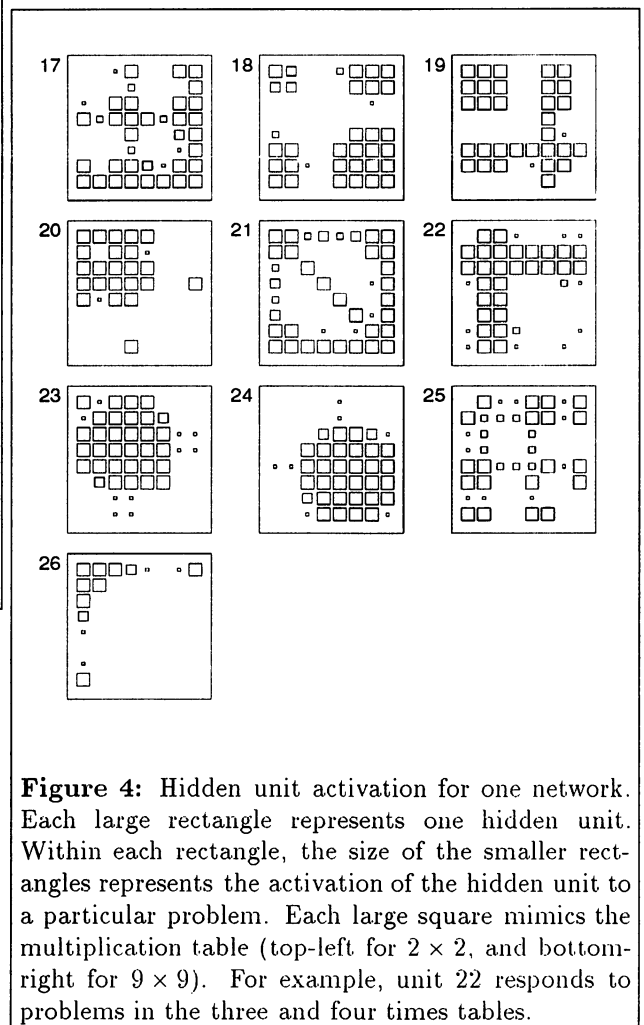 17 18 19
20 21 22
23 24 25
26
Figure 4: Hidden unit activation for one network.
Each large rectangle represents one hidden unit.
Within each rectangle, the size of the smaller rect-
angles represents the activation of the hidden unit to
a particular problem. Each large square mimics the
multiplication table (top-left for 2 × 2, and bottom-
right for 9 × 9). For example, unit 22 responds to
problems in the three and four times tables.